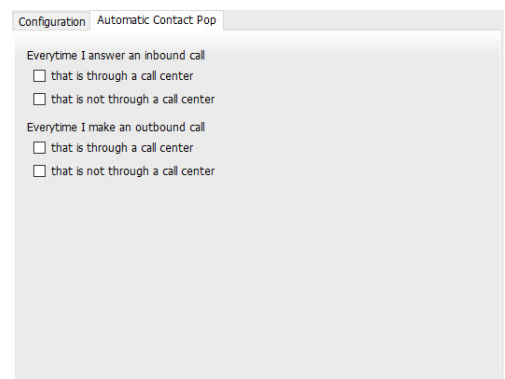 Configuration Automatic Contact Pop
Everytime I answer an inbound call
that is through a call center
that is not through a call center
Everytime I make an outbound call
that is through a call center
that is not through a call center